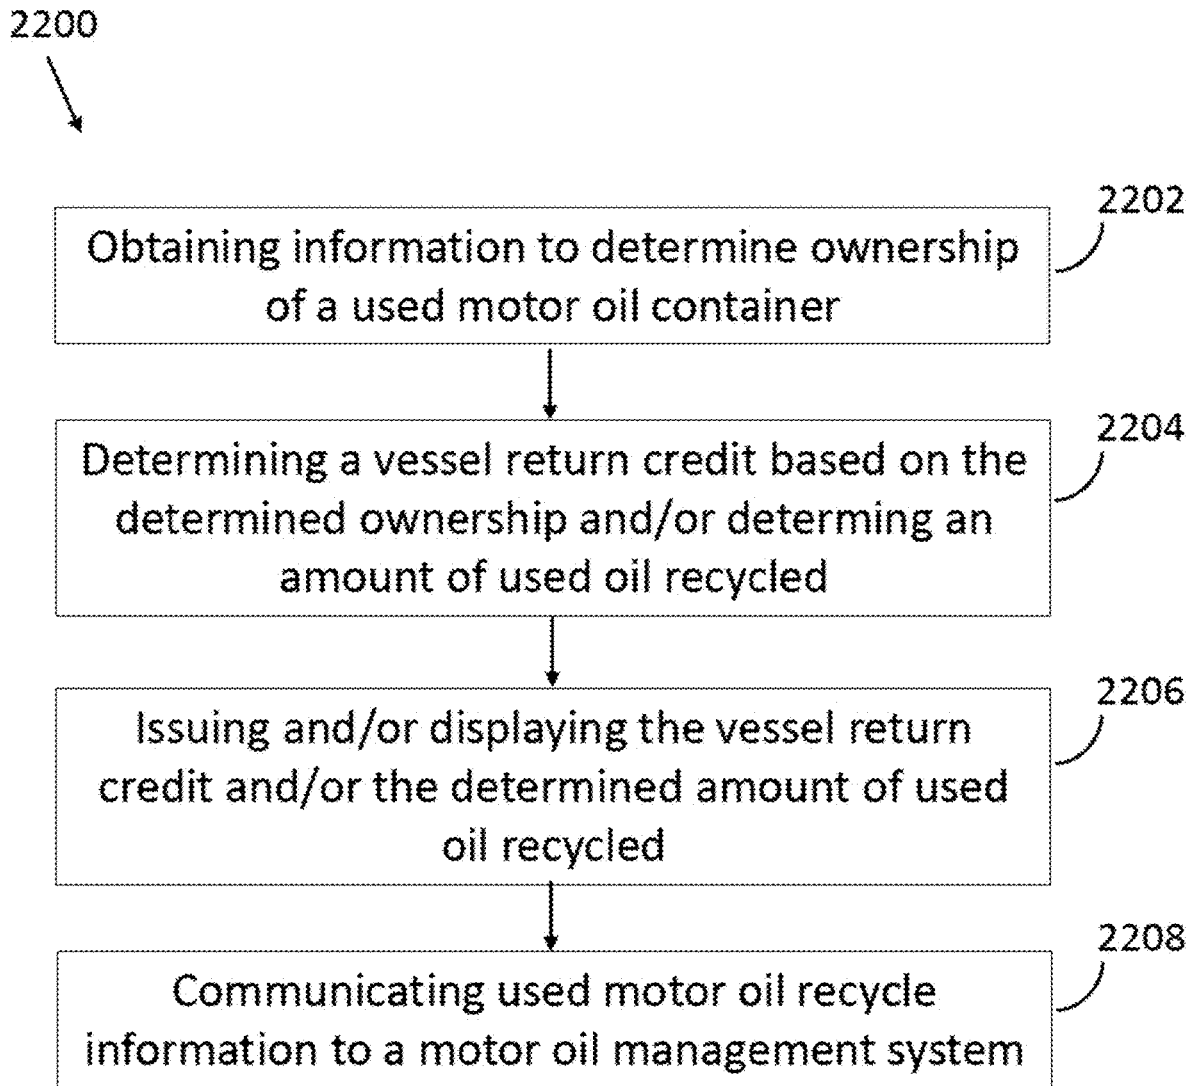 2200
2202
Obtaining information to determine ownership
of a used motor oil container
2204
Determining a vessel return credit based on the
determined ownership and/or determing an
amount of used oil recycled
2206
Issuing and/or displaying the vessel return
credit and/or the determined amount of used
oil recycled
2208
Communicating used motor oil recycle
information to a motor oil management system